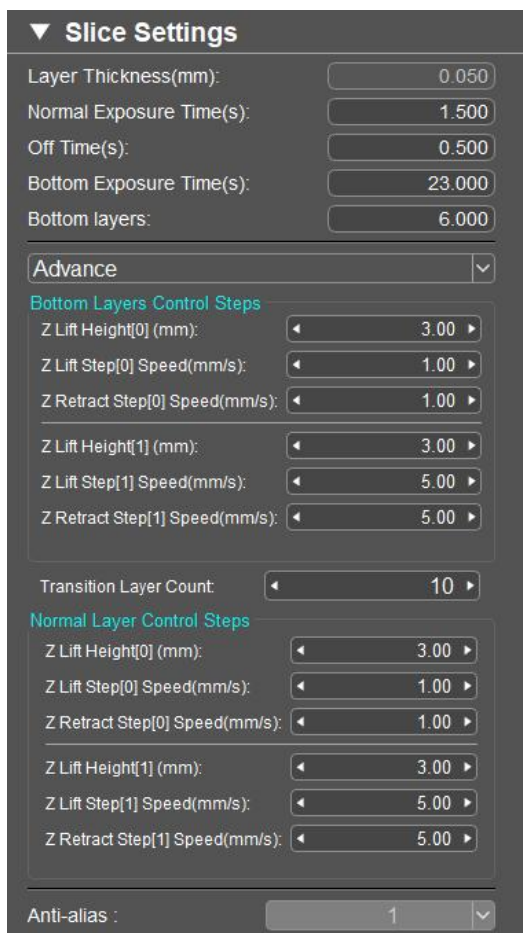 ▼ Slice Settings
Layer Thickness(mm): 0.050
Normal Exposure Time(s): 1.500
Off Time(s): 0.500
Bottom Exposure Time(s): 23.000
Bottom layers: 6.000
Advance
Bottom Layers Control Steps
Z Lift Height[0] (mm): 3.00
Z Lift Step[0] Speed(mm/s): 1.00
Z Retract Step[0] Speed(mm/s): 1.00
Z Lift Height[1] (mm): 3.00
Z Lift Step[1] Speed(mm/s): 5.00
Z Retract Step[1] Speed(mm/s): 5.00
Transition Layer Count: 10
Normal Layer Control Steps
Z Lift Height[0] (mm): 3.00
Z Lift Step[0] Speed(mm/s): 1.00
Z Retract Step[0] Speed(mm/s): 1.00
Z Lift Height[1] (mm): 3.00
Z Lift Step[1] Speed(mm/s): 5.00
Z Retract Step[1] Speed(mm/s): 5.00
Anti-alias : 1